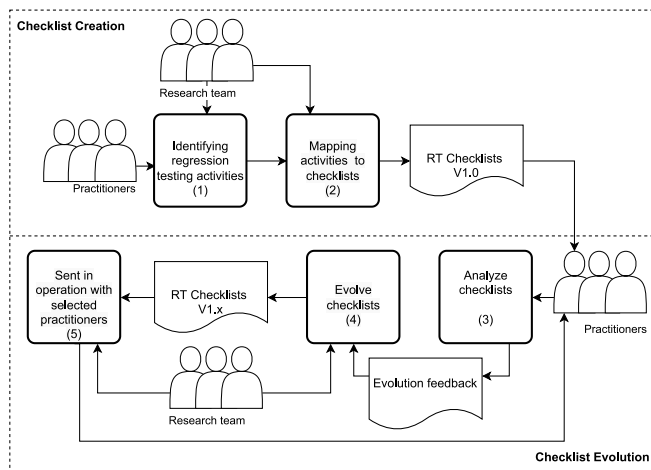 Checklist Creation
Research team
Practitioners
Identifying
regression
testing activities
(1)
Mapping
activities to
checklists
(2)
RT Checklists
V1.0
Sent in
operation with
selected
practitioners
(5)
RT Checklists
V1.x
Evolve
checklists
(4)
Analyze
checklists
(3)
Practitioners
Evolution feedback
Research team
Checklist Evolution